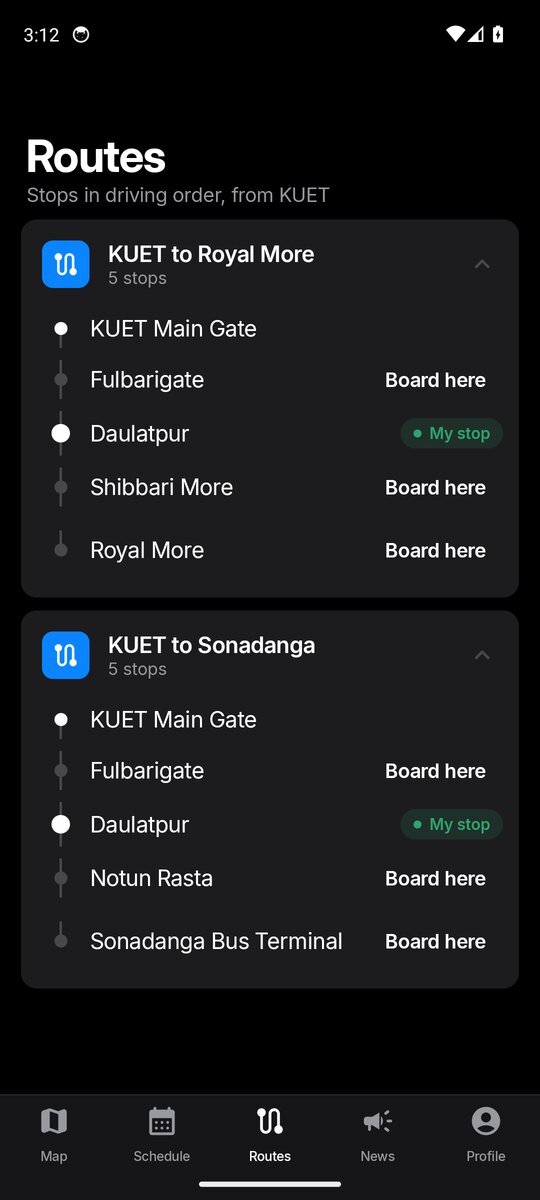 3:12
Routes
Stops in driving order, from KUET
KUET to Royal More
5 stops
KUET Main Gate
Fulbarigate Board here
Daulatpur My stop
Shibbari More Board here
Royal More Board here
KUET to Sonadanga
5 stops
KUET Main Gate
Fulbarigate Board here
Daulatpur My stop
Notun Rasta Board here
Sonadanga Bus Terminal Board here
Map Schedule Routes News Profile